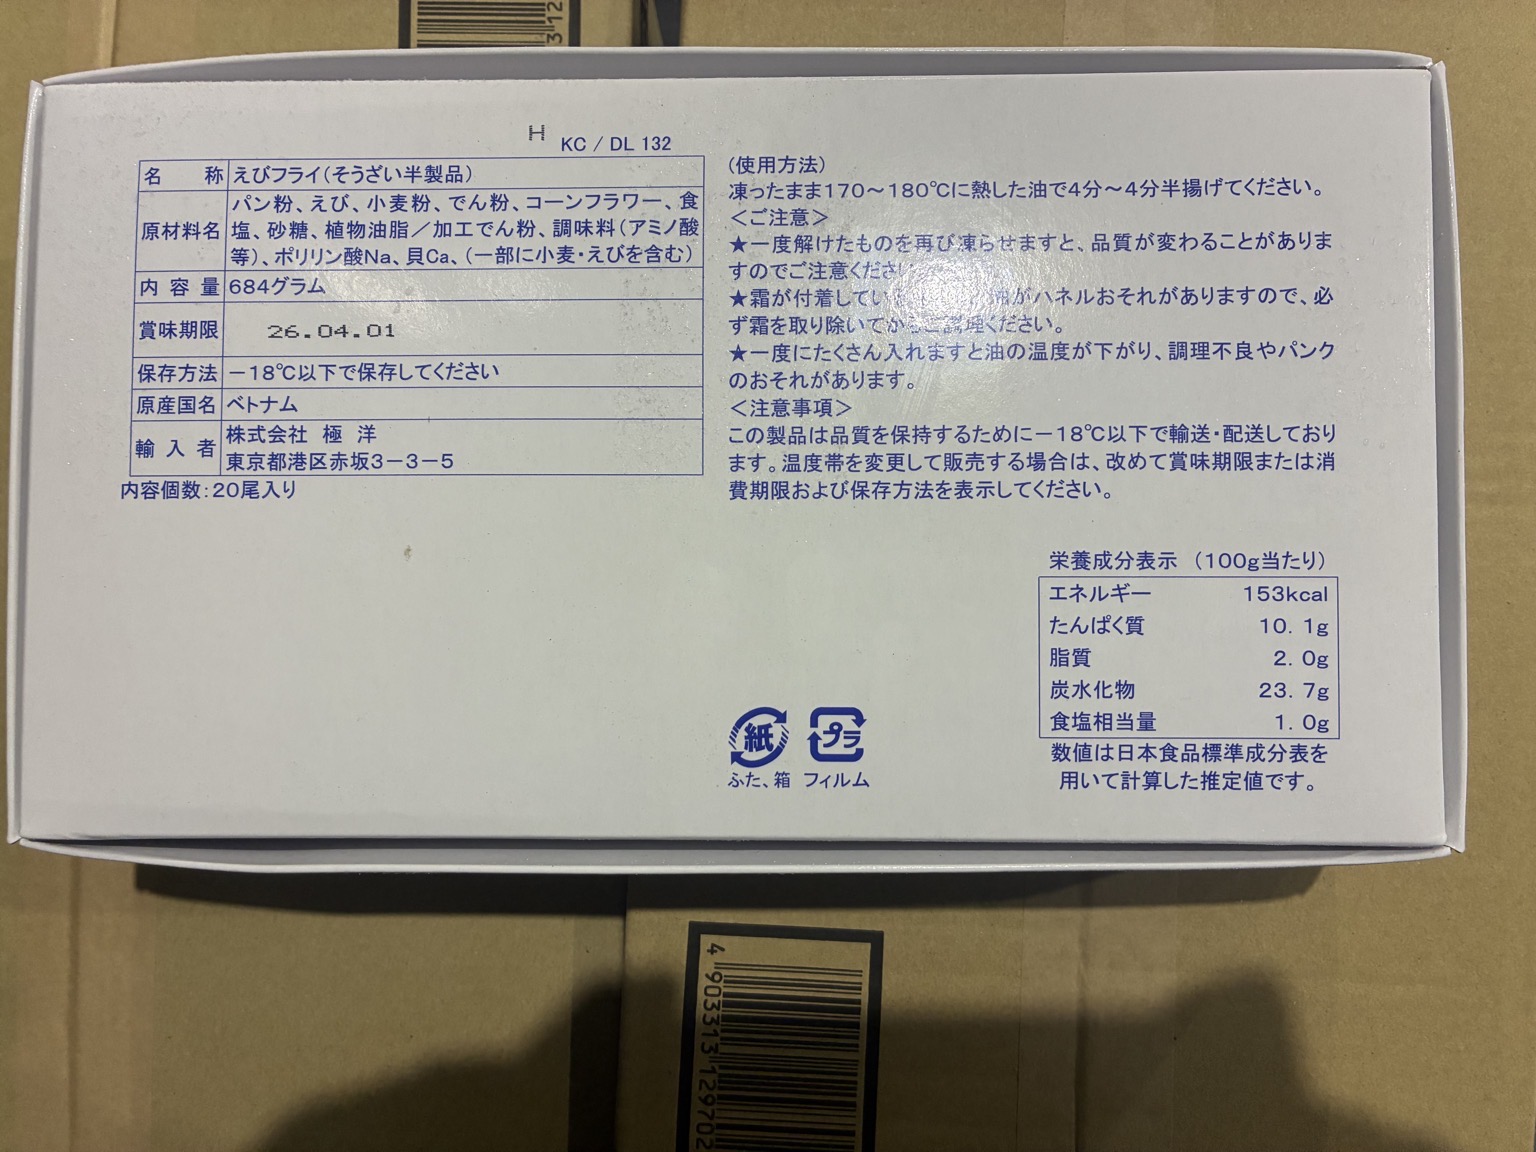 312
H
KC / DL 132
名 称 えびフライ(そうざい半製品)
原材料名 パン粉、えび、小麦粉、でん粉、コーンフラワー、食
塩、砂糖、植物油脂／加工でん粉、調味料(アミノ酸
等)、ポリリン酸Na、貝Ca、(一部に小麦・えびを含む)
内 容 量 684グラム
賞味期限 26.04.01
保存方法 －18℃以下で保存してください
原産国名 ベトナム
輸 入 者 株式会社 極 洋
東京都港区赤坂3－3－5
内容個数：20尾入り
(使用方法)
凍ったまま170～180℃に熱した油で4分～4分半揚げてください。
＜ご注意＞
★一度解けたものを再び凍らせますと、品質が変わることがありま
すのでご注意ください
★霜が付着してい がハネルおそれがありますので、必
ず霜を取り除いてからご調理ください。
★一度にたくさん入れますと油の温度が下がり、調理不良やパンク
のおそれがあります。
＜注意事項＞
この製品は品質を保持するために－18℃以下で輸送・配送しており
ます。温度帯を変更して販売する場合は、改めて賞味期限または消
費期限および保存方法を表示してください。
栄養成分表示 (100g当たり)
エネルギー 153kcal
たんぱく質 10.1g
脂質 2.0g
炭水化物 23.7g
食塩相当量 1.0g
数値は日本食品標準成分表を
用いて計算した推定値です。
紙 プラ
ふた、箱 フィルム
4 903313 129702